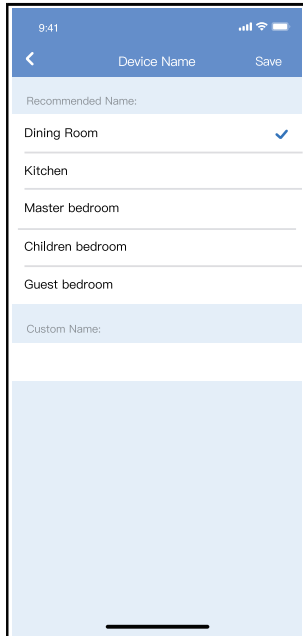 9:41
Device Name Save
Recommended Name:
Dining Room
Kitchen
Master bedroom
Children bedroom
Guest bedroom
Custom Name: